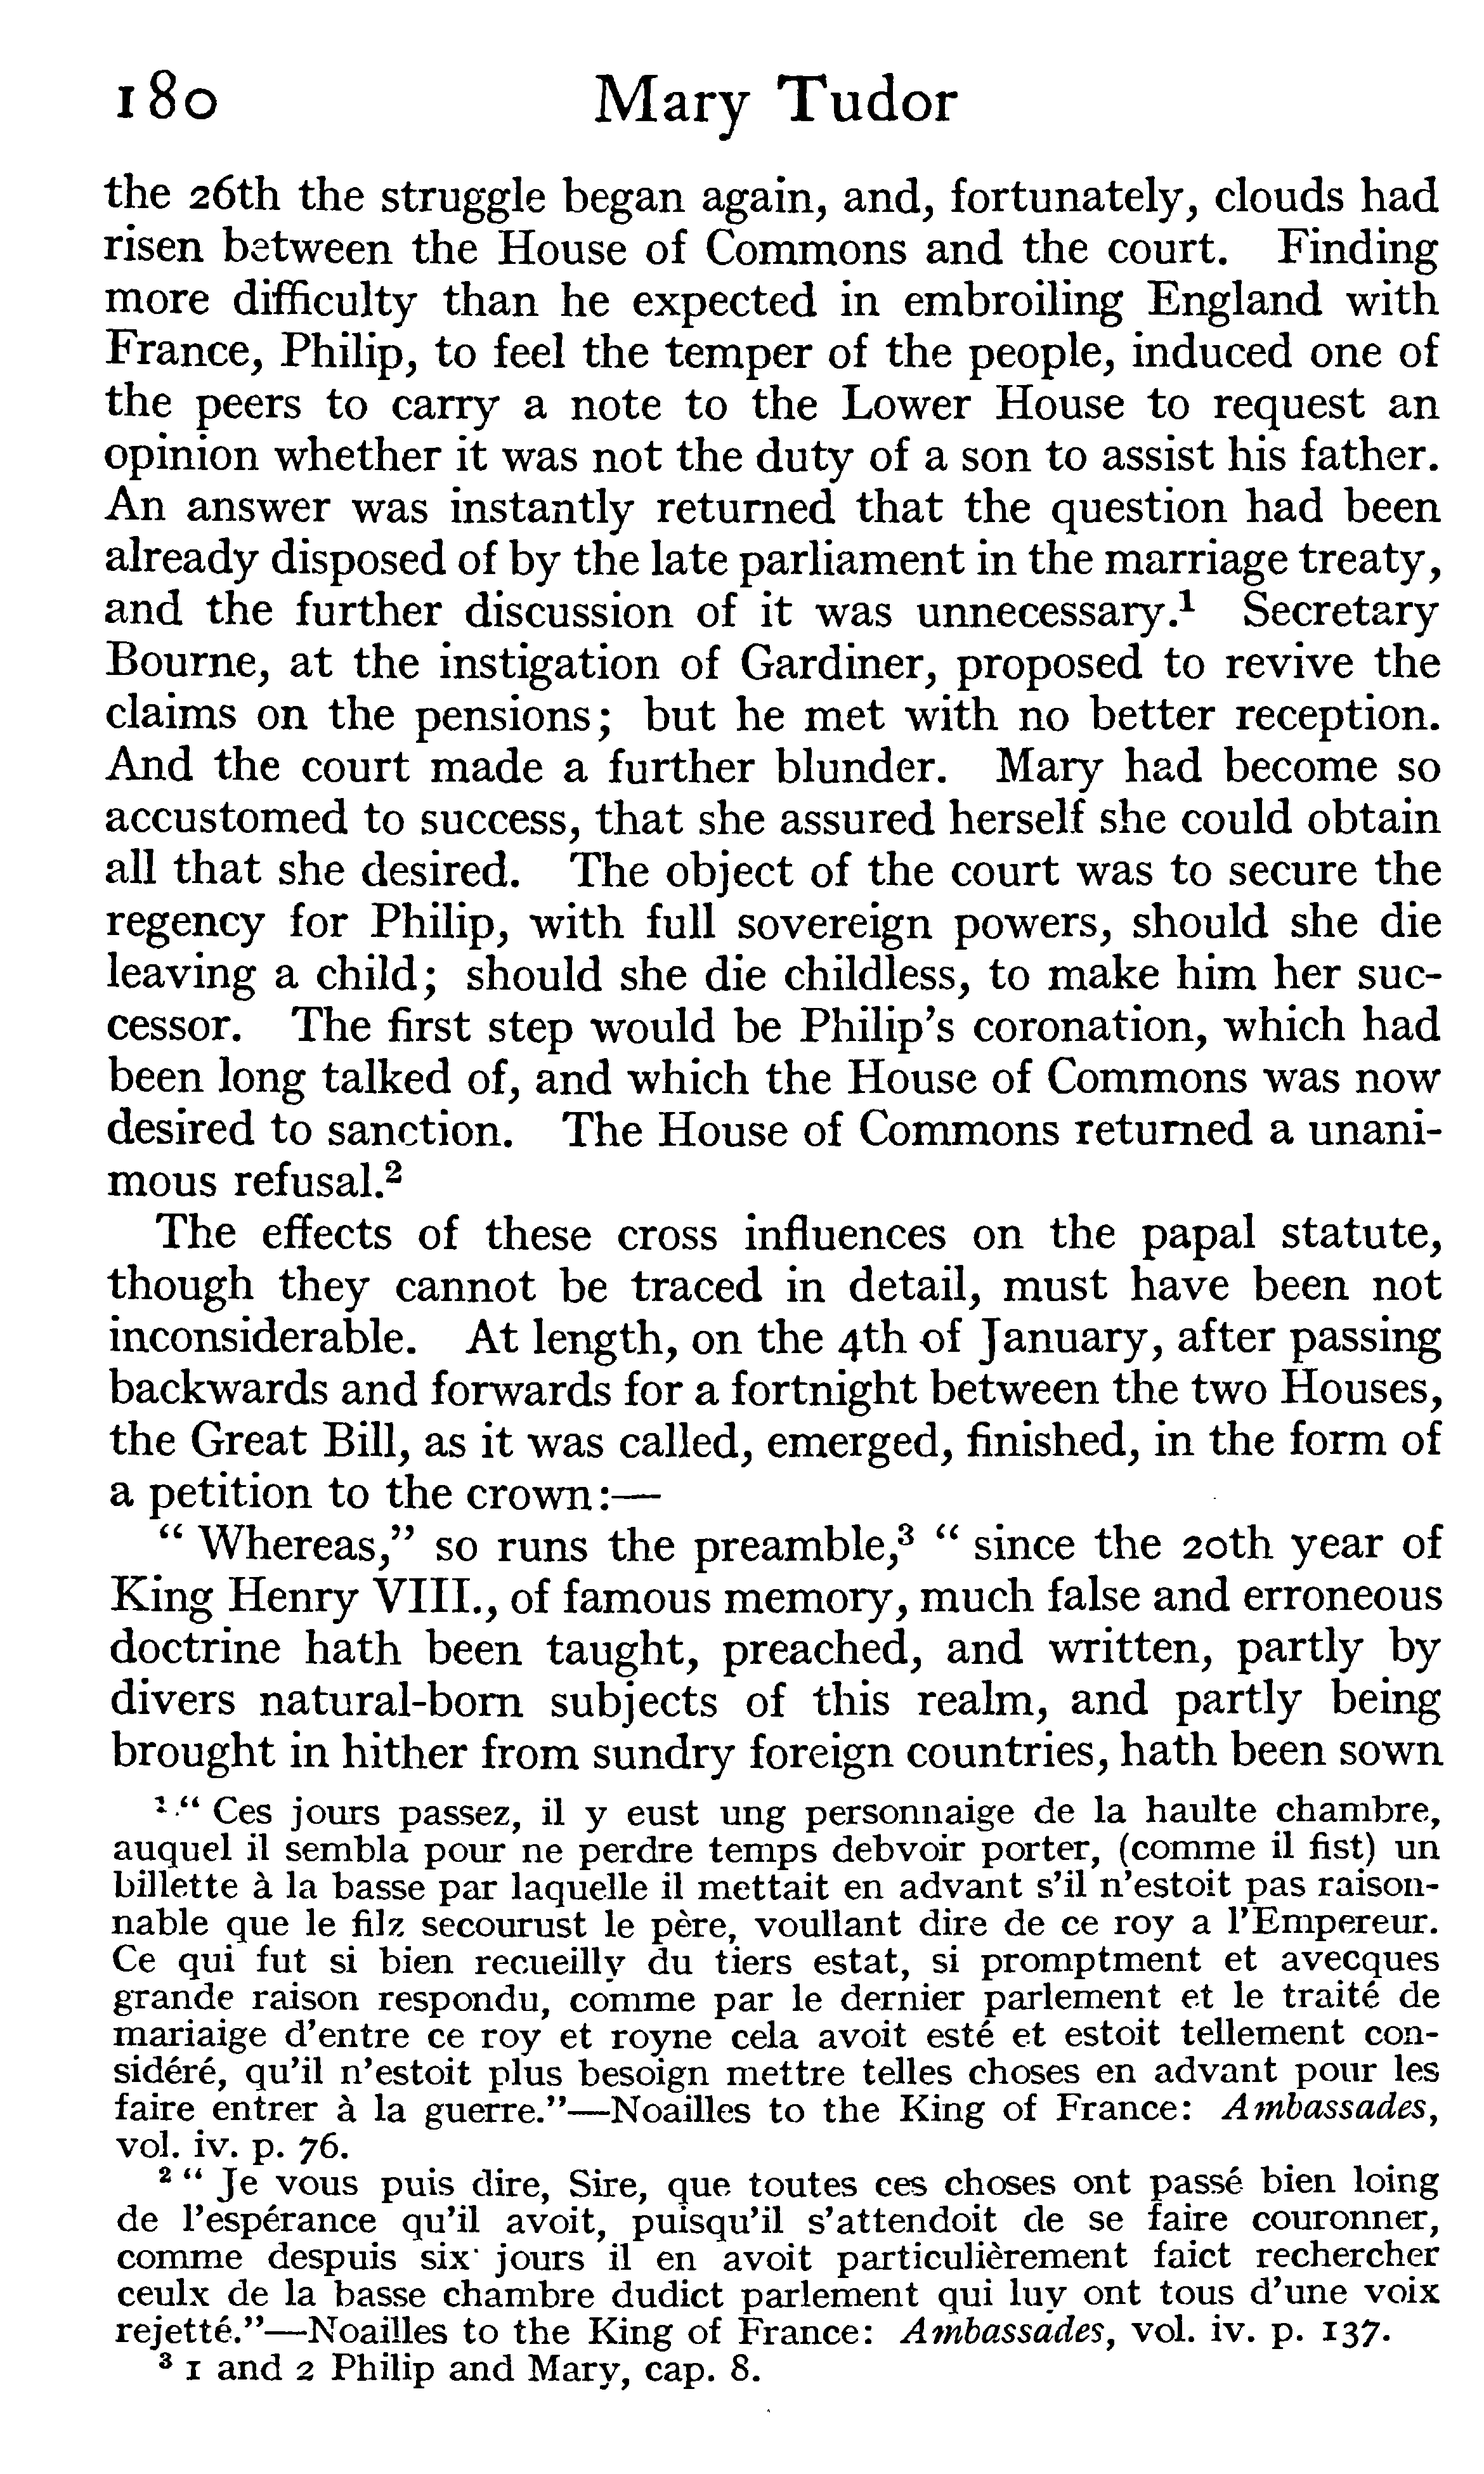 180 Mary Tudor
the 26th the struggle began again, and, fortunately, clouds had
risen between the House of Commons and the court. Finding
more difficulty than he expected in embroiling England with
France, Philip, to feel the temper of the people, induced one of
the peers to carry a note to the Lower House to request an
opinion whether it was not the duty of a son to assist his father.
An answer was instantly returned that the question had been
already disposed of by the late parliament in the marriage treaty,
and the further discussion of it was unnecessary.¹ Secretary
Bourne, at the instigation of Gardiner, proposed to revive the
claims on the pensions; but he met with no better reception.
And the court made a further blunder. Mary had become so
accustomed to success, that she assured herself she could obtain
all that she desired. The object of the court was to secure the
regency for Philip, with full sovereign powers, should she die
leaving a child; should she die childless, to make him her suc-
cessor. The first step would be Philip's coronation, which had
been long talked of, and which the House of Commons was now
desired to sanction. The House of Commons returned a unani-
mous refusal.²
The effects of these cross influences on the papal statute,
though they cannot be traced in detail, must have been not
inconsiderable. At length, on the 4th of January, after passing
backwards and forwards for a fortnight between the two Houses,
the Great Bill, as it was called, emerged, finished, in the form of
a petition to the crown:—
" Whereas," so runs the preamble,³ " since the 20th year of
King Henry VIII., of famous memory, much false and erroneous
doctrine hath been taught, preached, and written, partly by
divers natural-born subjects of this realm, and partly being
brought in hither from sundry foreign countries, hath been sown
¹ " Ces jours passez, il y eust ung personnaige de la haulte chambre,
auquel il sembla pour ne perdre temps debvoir porter, (comme il fist) un
billette à la basse par laquelle il mettait en advant s'il n'estoit pas raison-
nable que le filz secourust le père, voullant dire de ce roy a l'Empereur.
Ce qui fut si bien recueilly du tiers estat, si promptment et avecques
grande raison respondu, comme par le dernier parlement et le traité de
mariaige d'entre ce roy et royne cela avoit esté et estoit tellement con-
sidéré, qu'il n'estoit plus besoign mettre telles choses en advant pour les
faire entrer à la guerre."—Noailles to the King of France: Ambassades,
vol. iv. p. 76.
² " Je vous puis dire, Sire, que toutes ces choses ont passé bien loing
de l'espérance qu'il avoit, puisqu'il s'attendoit de se faire couronner,
comme despuis six jours il en avoit particulièrement faict rechercher
ceulx de la basse chambre dudict parlement qui luy ont tous d'une voix
rejetté."—Noailles to the King of France: Ambassades, vol. iv. p. 137.
³ 1 and 2 Philip and Mary, cap. 8.